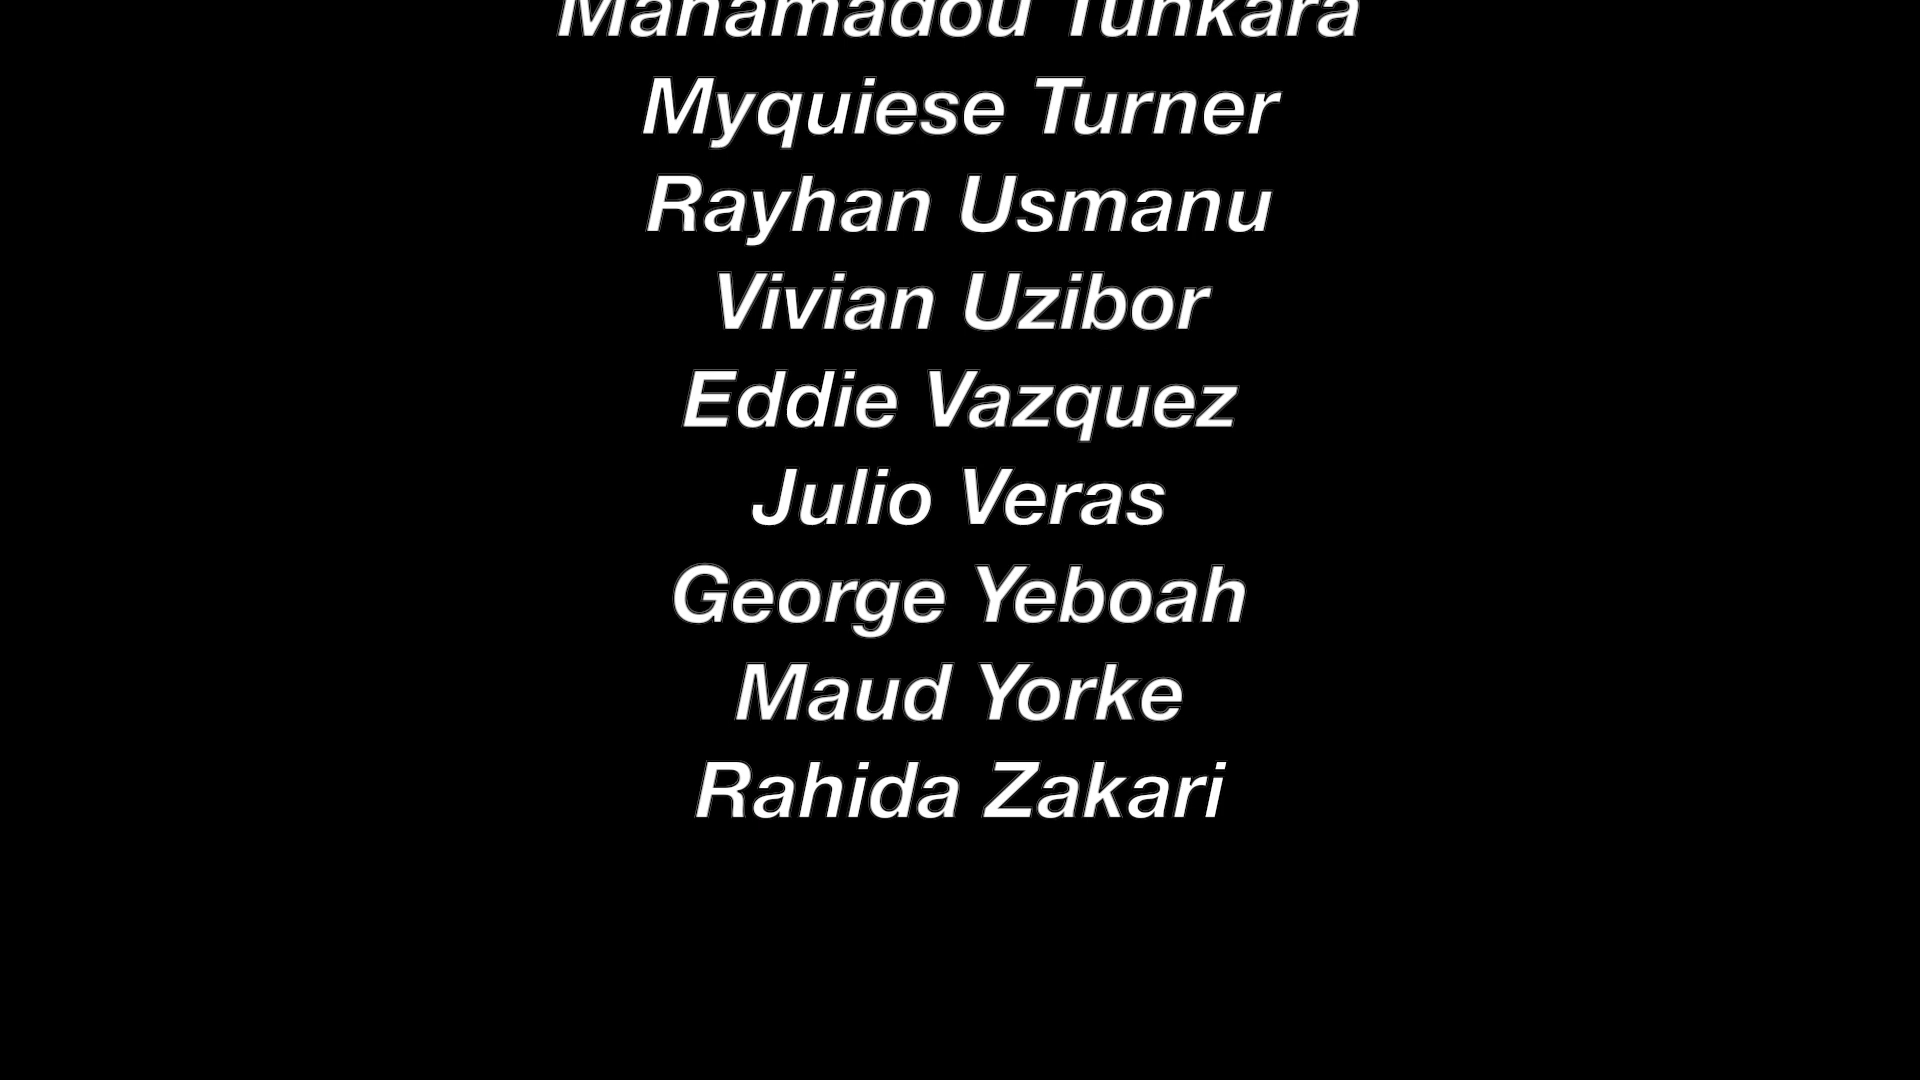 Mahamadou Tunkara
Myquiese Turner
Rayhan Usmanu
Vivian Uzibor
Eddie Vazquez
Julio Veras
George Yeboah
Maud Yorke
Rahida Zakari